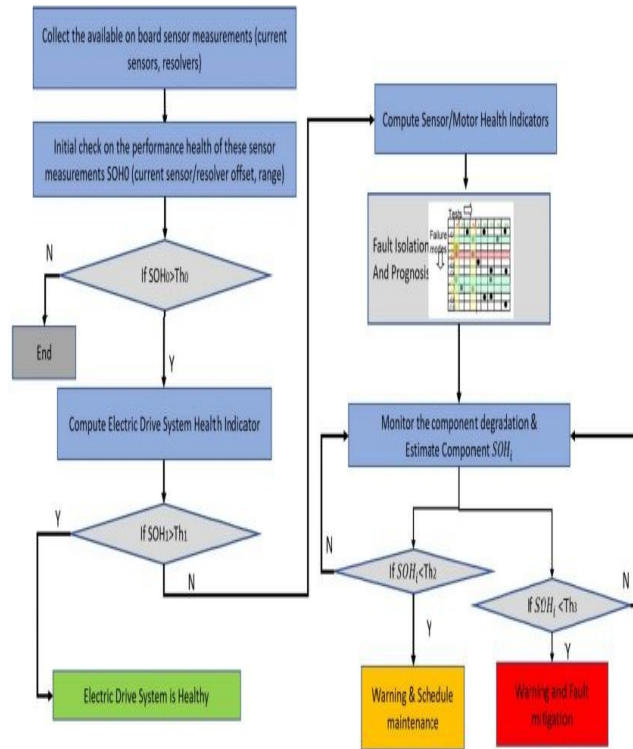 Collect the available on board sensor measurements (current
sensors, resolvers)
Initial check on the performance health of these sensor
measurements SOH0 (current sensor/resolver offset, range)
N
If SOH₀>Th₀
End
Y
Compute Electric Drive System Health Indicator
Y
If SOH₁>Th₁
N
Electric Drive System is Healthy
Compute Sensor/Motor Health Indicators
Tests
Failure
modes
Fault Isolation
And Prognosis
Monitor the component degradation &
Estimate Component SOHᵢ
N
If SOHᵢ<Th₂
Y
N
If SOHᵢ <Th₃
Y
Warning & Schedule
maintenance
Warning and Fault
mitigation